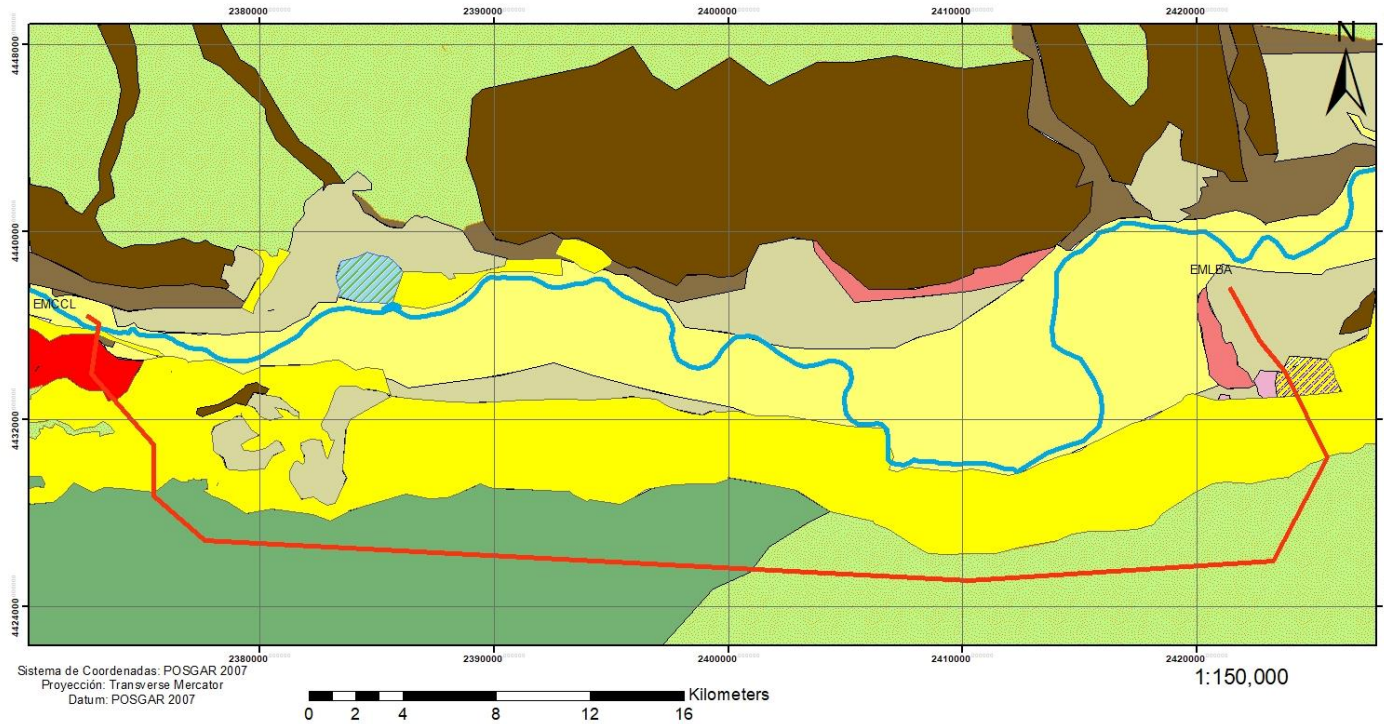 2380000 2390000 2400000 2410000 2420000
4448000
N
4440000
EMLBA
EMCCL
4432000
4424000
2380000 2390000 2400000 2410000 2420000
Sistema de Coordenadas: POSGAR 2007
Proyección: Transverse Mercator
Datum: POSGAR 2007
1:150,000
Kilometers
0 2 4 8 12 16